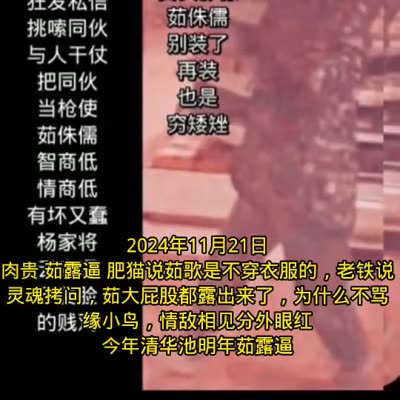 狂发私信
挑嗦同伙
与人干仗
把同伙
当枪使
茹侏儒
智商低
情商低
有坏又蠢
杨家将
的贱
茹侏儒
别装了
再装
也是
穷矮矬
2024年11月21日
肉贵-茹露逼 肥猫说茹歌是不穿衣服的，老铁说
灵魂拷问 茹大屁股都露出来了，为什么不骂
缘小鸟，情敌相见分外眼红
今年清华池明年茹露逼